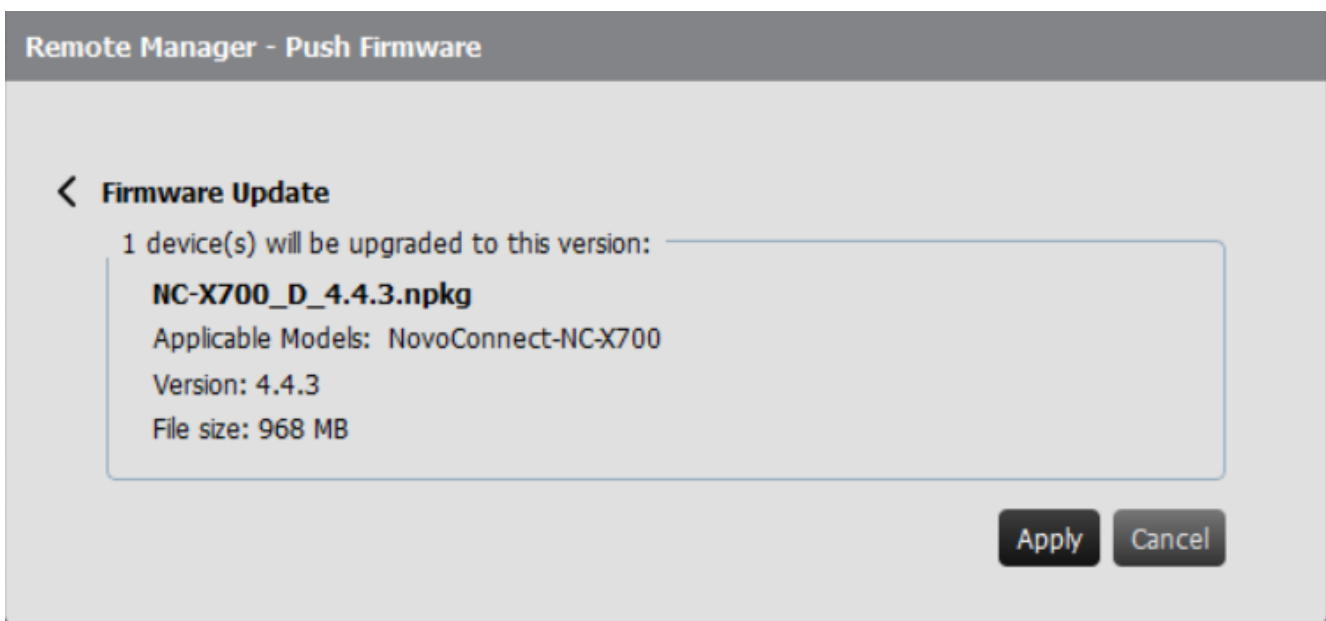 Remote Manager - Push Firmware
Firmware Update
1 device(s) will be upgraded to this version:
NC-X700_D_4.4.3.npkg
Applicable Models: NovoConnect-NC-X700
Version: 4.4.3
File size: 968 MB
Apply Cancel